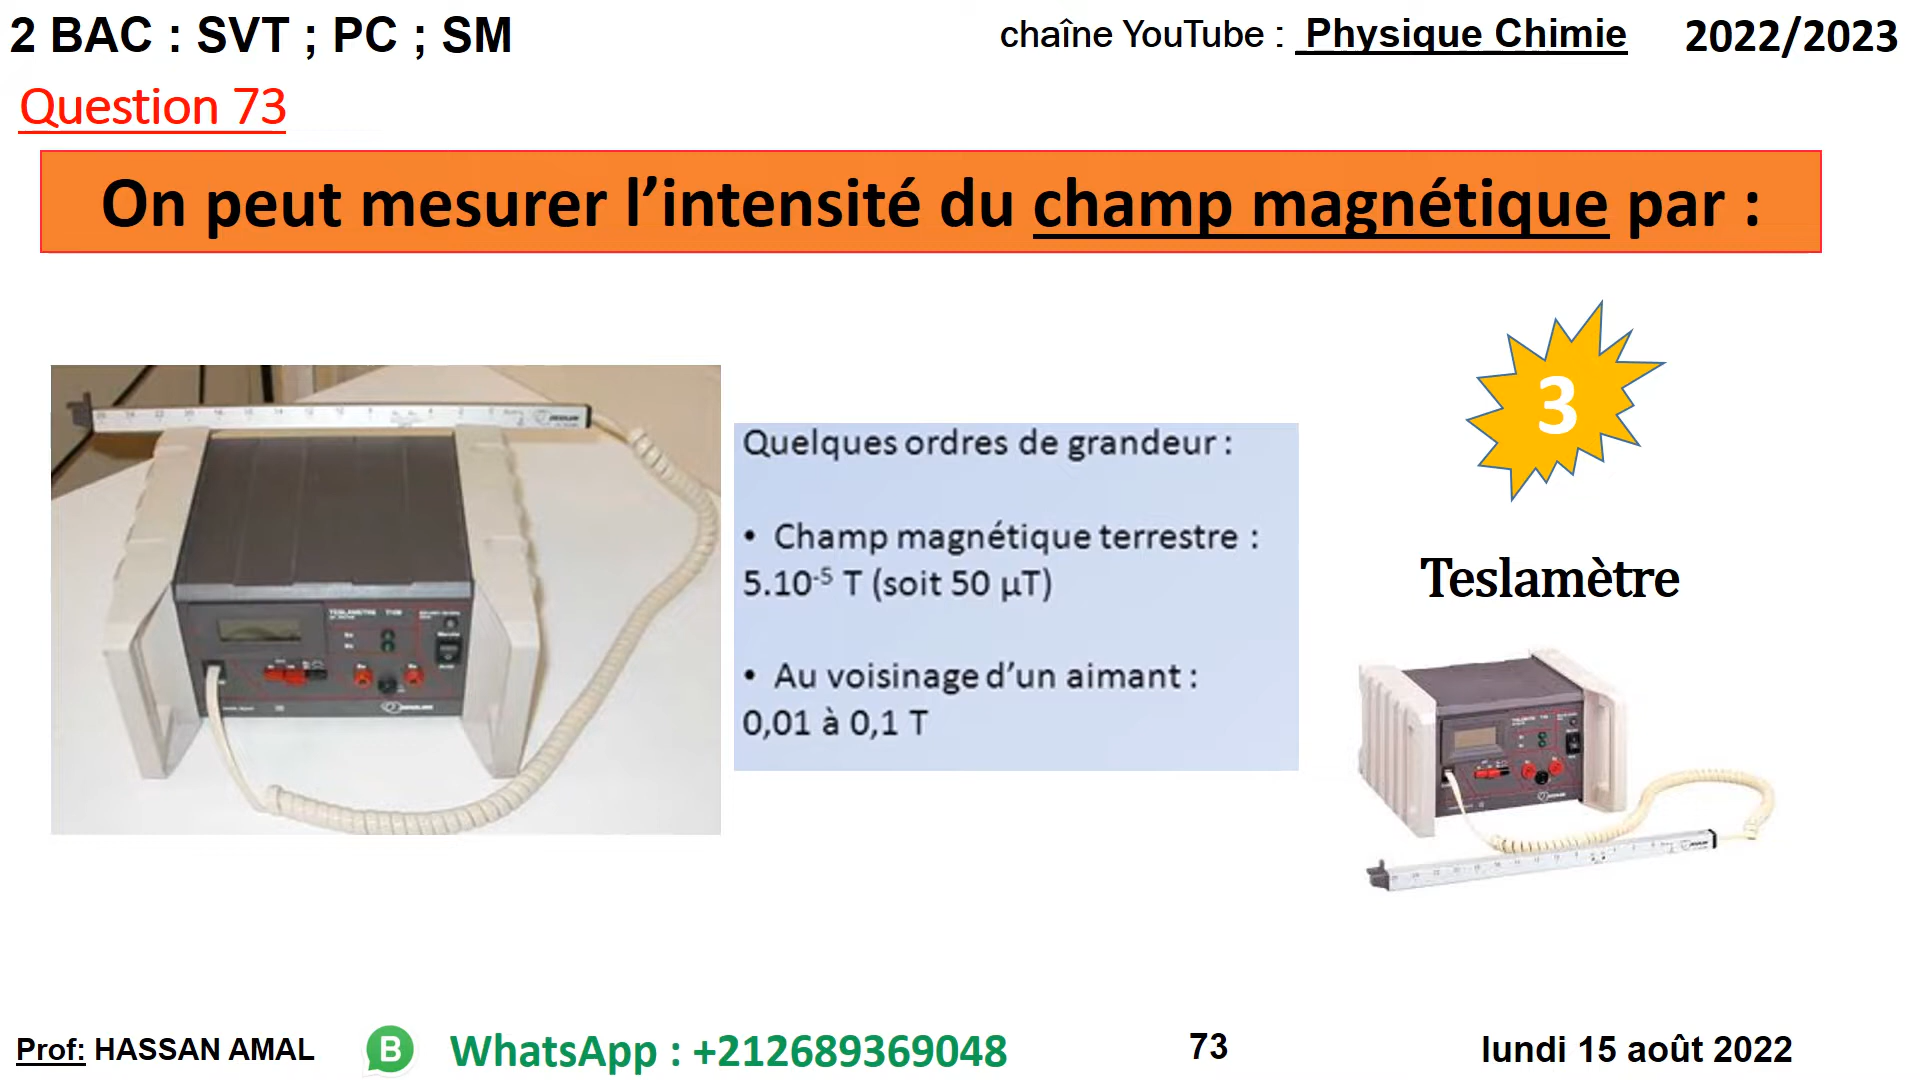 2 BAC : SVT ; PC ; SM
chaîne YouTube : Physique Chimie
2022/2023
Question 73
On peut mesurer l’intensité du champ magnétique par :
3
Quelques ordres de grandeur :
• Champ magnétique terrestre :
5.10⁻⁵ T (soit 50 µT)
• Au voisinage d’un aimant :
0,01 à 0,1 T
Teslamètre
TESLAMETRE
Prof: HASSAN AMAL
B
WhatsApp : +212689369048
73
lundi 15 août 2022